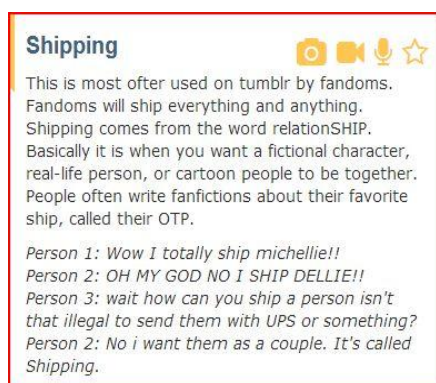 Shipping
This is most ofter used on tumblr by fandoms.
Fandoms will ship everything and anything.
Shipping comes from the word relationSHIP.
Basically it is when you want a fictional character,
real-life person, or cartoon people to be together.
People often write fanfictions about their favorite
ship, called their OTP.
Person 1: Wow I totally ship michellie!!
Person 2: OH MY GOD NO I SHIP DELLIE!!
Person 3: wait how can you ship a person isn't
that illegal to send them with UPS or something?
Person 2: No i want them as a couple. It's called
Shipping.